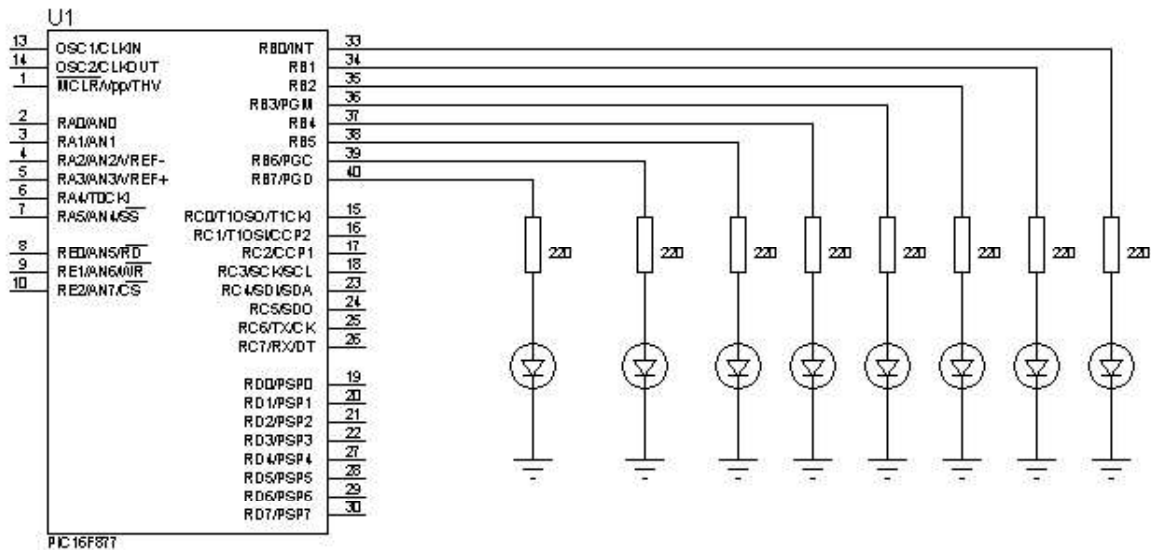 U1
13 OSC1/CLKIN
14 OSC2/CLKOUT
1 MCLR/Vpp/THV
2 RA0/AN0
3 RA1/AN1
4 RA2/AN2/VREF-
5 RA3/AN3/VREF+
6 RA4/T0CKI
7 RA5/AN4/SS
8 RE0/AN5/RD
9 RE1/AN6/WR
10 RE2/AN7/CS
RB0/INT 33
RB1 34
RB2 35
RB3/PGM 36
RB4 37
RB5 38
RB6/PGC 39
RB7/PGD 40
RC0/T1OSO/T1CKI 15
RC1/T1OSI/CCP2 16
RC2/CCP1 17
RC3/SCK/SCL 18
RC4/SDI/SDA 23
RC5/SDO 24
RC6/TX/CK 25
RC7/RX/DT 26
RD0/PSP0 19
RD1/PSP1 20
RD2/PSP2 21
RD3/PSP3 22
RD4/PSP4 27
RD5/PSP5 28
RD6/PSP6 29
RD7/PSP7 30
PIC16F877
220 220 220 220 220 220 220 220